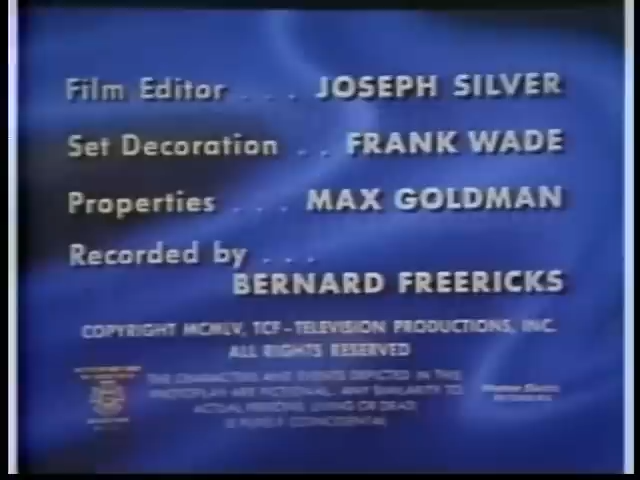 Film Editor . . . JOSEPH SILVER
Set Decoration . . FRANK WADE
Properties . . . MAX GOLDMAN
Recorded by . . .
BERNARD FREERICKS
COPYRIGHT MCMLV, TCF-TELEVISION PRODUCTIONS, INC.
ALL RIGHTS RESERVED
THE CHARACTERS AND EVENTS DEPICTED IN THIS
PHOTOPLAY ARE FICTIONAL. ANY SIMILARITY TO
ACTUAL PERSONS, LIVING OR DEAD
IS PURELY COINCIDENTAL